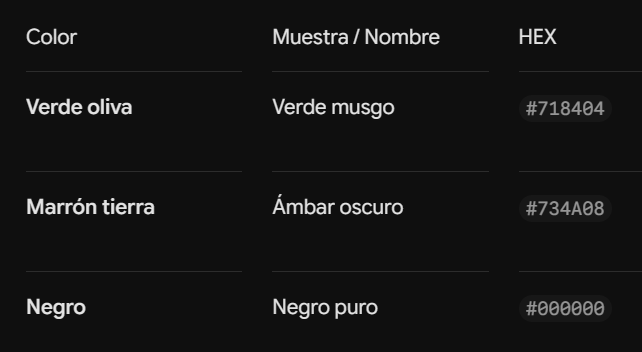 Color Muestra / Nombre HEX
Verde oliva Verde musgo #718404
Marrón tierra Ámbar oscuro #734A08
Negro Negro puro #000000